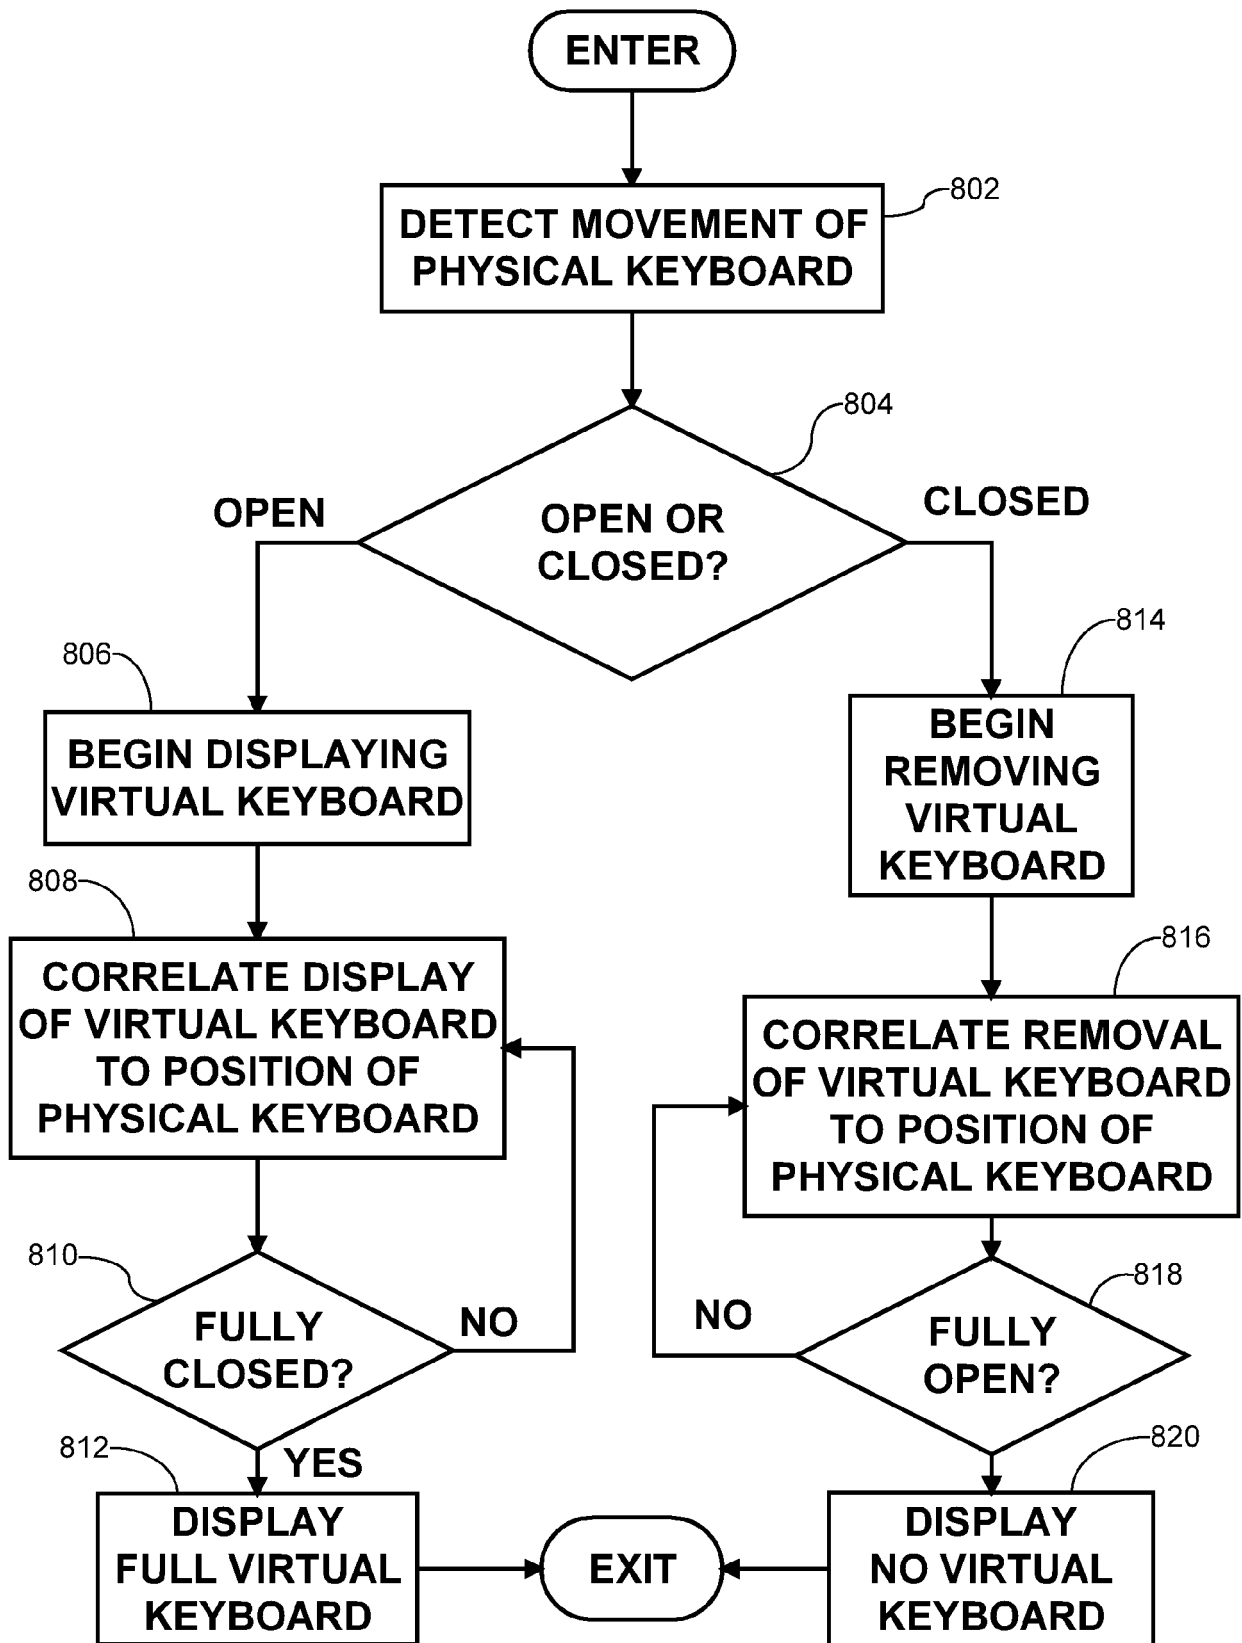 ENTER
802
DETECT MOVEMENT OF
PHYSICAL KEYBOARD
804
OPEN
CLOSED
OPEN OR
CLOSED?
806
BEGIN DISPLAYING
VIRTUAL KEYBOARD
814
BEGIN
REMOVING
VIRTUAL
KEYBOARD
808
CORRELATE DISPLAY
OF VIRTUAL KEYBOARD
TO POSITION OF
PHYSICAL KEYBOARD
816
CORRELATE REMOVAL
OF VIRTUAL KEYBOARD
TO POSITION OF
PHYSICAL KEYBOARD
810
FULLY
CLOSED?
NO
818
NO
FULLY
OPEN?
812
YES
DISPLAY
FULL VIRTUAL
KEYBOARD
EXIT
820
DISPLAY
NO VIRTUAL
KEYBOARD